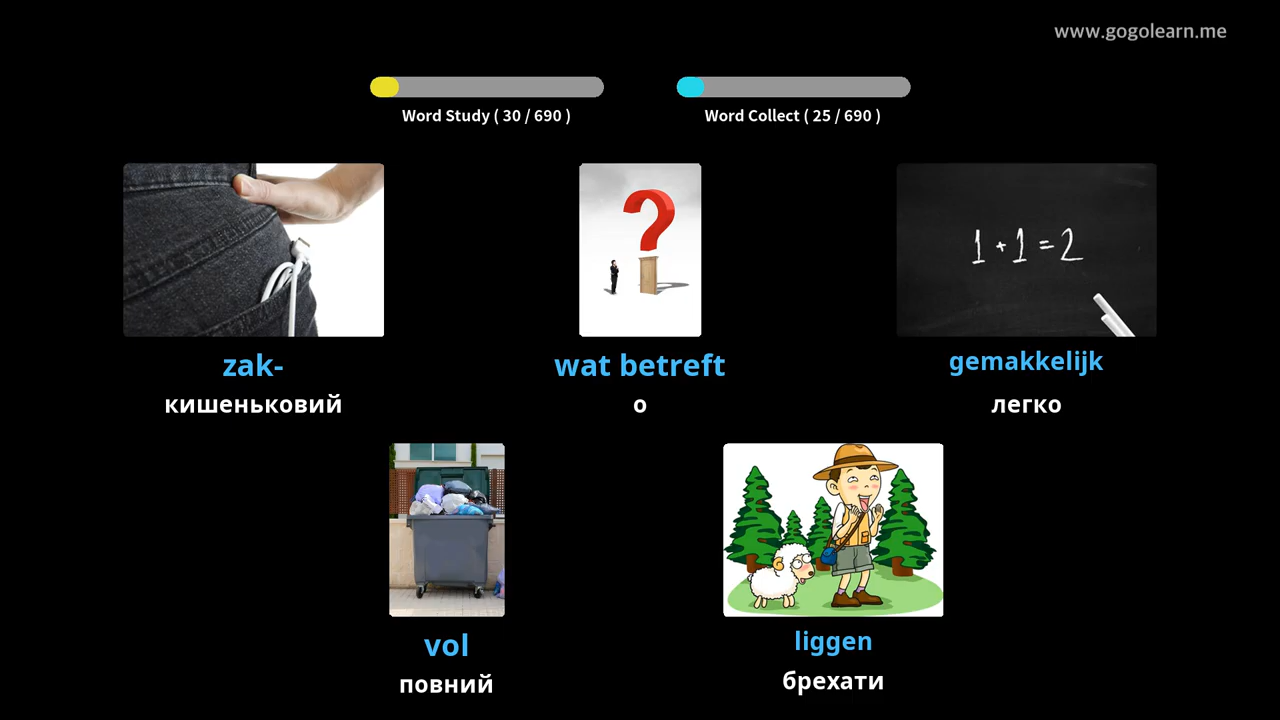 www.gogolearn.me
Word Study ( 30 / 690 )
Word Collect ( 25 / 690 )
1 + 1 = 2
zak-
wat betreft
gemakkelijk
кишеньковий
о
легко
vol
liggen
повний
брехати